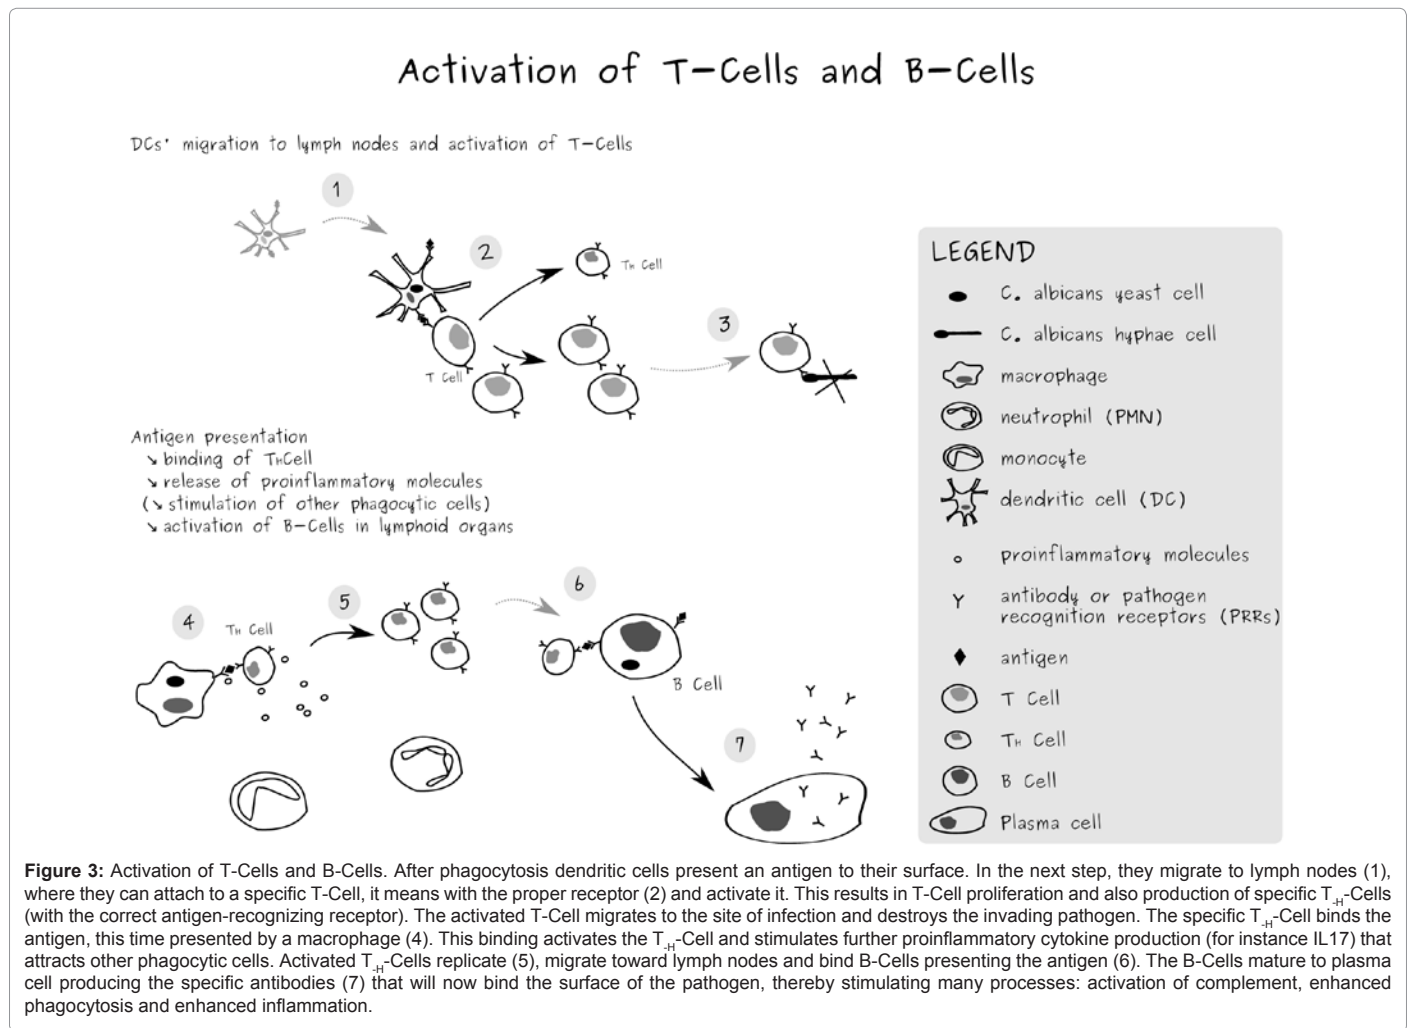 Activation of T-Cells and B-Cells
DCs' migration to lymph nodes and activation of T-Cells
1
2
TH Cell
3
T Cell
Antigen presentation
↘ binding of THCell
↘ release of proinflammatory molecules
(↘ stimulation of other phagocytic cells)
↘ activation of B-Cells in lymphoid organs
4
TH Cell
5
6
B Cell
7
LEGEND
C. albicans yeast cell
C. albicans hyphae cell
macrophage
neutrophil (PMN)
monocyte
dendritic cell (DC)
proinflammatory molecules
antibody or pathogen
recognition receptors (PRRs)
antigen
T Cell
TH Cell
B Cell
Plasma cell
Figure 3: Activation of T-Cells and B-Cells. After phagocytosis dendritic cells present an antigen to their surface. In the next step, they migrate to lymph nodes (1),
where they can attach to a specific T-Cell, it means with the proper receptor (2) and activate it. This results in T-Cell proliferation and also production of specific T-H-Cells
(with the correct antigen-recognizing receptor). The activated T-Cell migrates to the site of infection and destroys the invading pathogen. The specific T-H-Cell binds the
antigen, this time presented by a macrophage (4). This binding activates the T-H-Cell and stimulates further proinflammatory cytokine production (for instance IL17) that
attracts other phagocytic cells. Activated T-H-Cells replicate (5), migrate toward lymph nodes and bind B-Cells presenting the antigen (6). The B-Cells mature to plasma
cell producing the specific antibodies (7) that will now bind the surface of the pathogen, thereby stimulating many processes: activation of complement, enhanced
phagocytosis and enhanced inflammation.